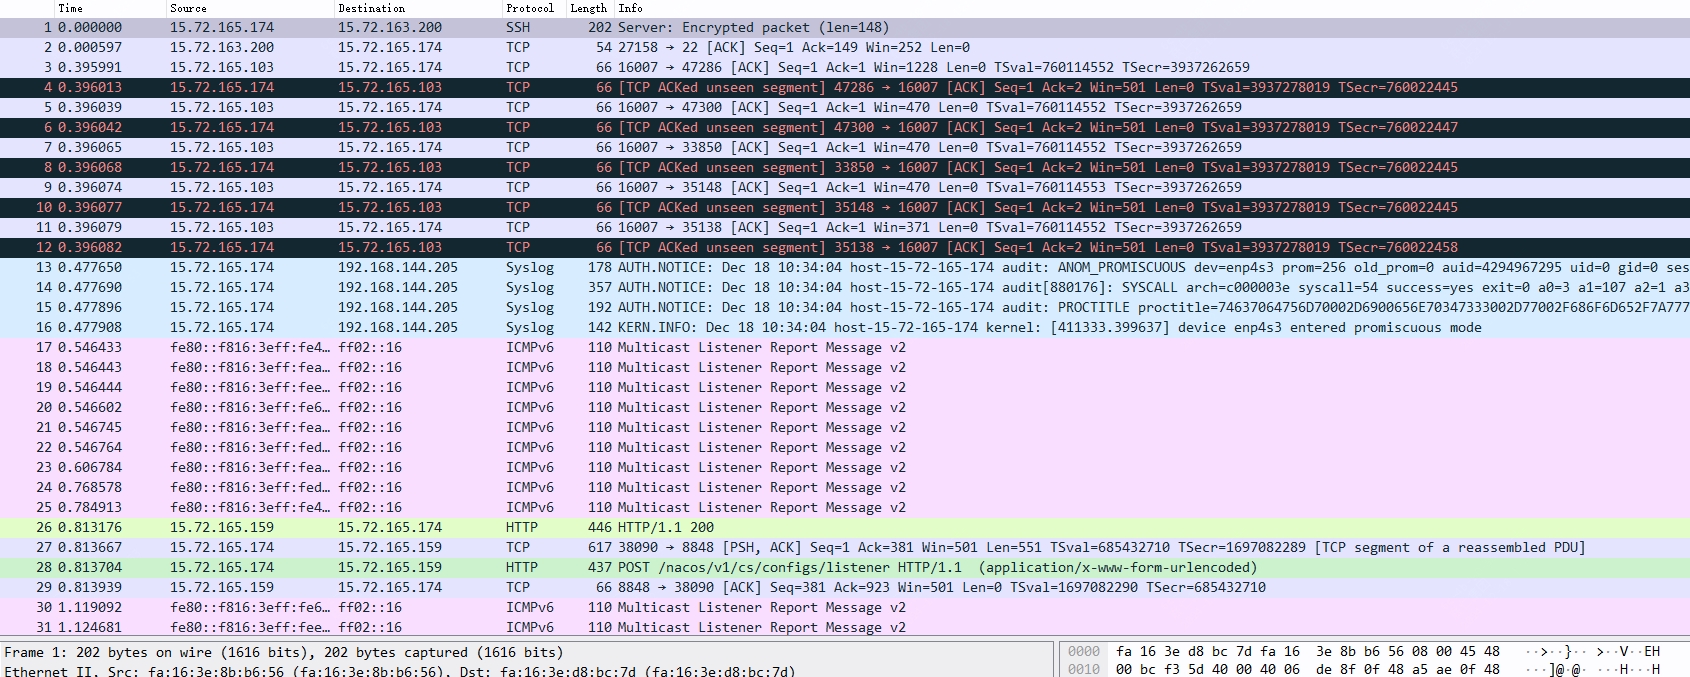 Time Source Destination Protocol Length Info
1 0.000000 15.72.165.174 15.72.163.200 SSH 202 Server: Encrypted packet (len=148)
2 0.000597 15.72.163.200 15.72.165.174 TCP 54 27158 → 22 [ACK] Seq=1 Ack=149 Win=252 Len=0
3 0.395991 15.72.165.103 15.72.165.174 TCP 66 16007 → 47286 [ACK] Seq=1 Ack=1 Win=1228 Len=0 TSval=760114552 TSecr=3937262659
4 0.396013 15.72.165.174 15.72.165.103 TCP 66 [TCP ACKed unseen segment] 47286 → 16007 [ACK] Seq=1 Ack=2 Win=501 Len=0 TSval=3937278019 TSecr=760022445
5 0.396039 15.72.165.103 15.72.165.174 TCP 66 16007 → 47300 [ACK] Seq=1 Ack=1 Win=470 Len=0 TSval=760114552 TSecr=3937262659
6 0.396042 15.72.165.174 15.72.165.103 TCP 66 [TCP ACKed unseen segment] 47300 → 16007 [ACK] Seq=1 Ack=2 Win=501 Len=0 TSval=3937278019 TSecr=760022447
7 0.396065 15.72.165.103 15.72.165.174 TCP 66 16007 → 33850 [ACK] Seq=1 Ack=1 Win=470 Len=0 TSval=760114552 TSecr=3937262659
8 0.396068 15.72.165.174 15.72.165.103 TCP 66 [TCP ACKed unseen segment] 33850 → 16007 [ACK] Seq=1 Ack=2 Win=501 Len=0 TSval=3937278019 TSecr=760022445
9 0.396074 15.72.165.103 15.72.165.174 TCP 66 16007 → 35148 [ACK] Seq=1 Ack=1 Win=470 Len=0 TSval=760114553 TSecr=3937262659
10 0.396077 15.72.165.174 15.72.165.103 TCP 66 [TCP ACKed unseen segment] 35148 → 16007 [ACK] Seq=1 Ack=2 Win=501 Len=0 TSval=3937278019 TSecr=760022445
11 0.396079 15.72.165.103 15.72.165.174 TCP 66 16007 → 35138 [ACK] Seq=1 Ack=1 Win=371 Len=0 TSval=760114552 TSecr=3937262659
12 0.396082 15.72.165.174 15.72.165.103 TCP 66 [TCP ACKed unseen segment] 35138 → 16007 [ACK] Seq=1 Ack=2 Win=501 Len=0 TSval=3937278019 TSecr=760022458
13 0.477650 15.72.165.174 192.168.144.205 Syslog 178 AUTH.NOTICE: Dec 18 10:34:04 host-15-72-165-174 audit: ANOM_PROMISCUOUS dev=enp4s3 prom=256 old_prom=0 auid=4294967295 uid=0 gid=0 ses
14 0.477690 15.72.165.174 192.168.144.205 Syslog 357 AUTH.NOTICE: Dec 18 10:34:04 host-15-72-165-174 audit[880176]: SYSCALL arch=c000003e syscall=54 success=yes exit=0 a0=3 a1=107 a2=1 a3
15 0.477896 15.72.165.174 192.168.144.205 Syslog 192 AUTH.NOTICE: Dec 18 10:34:04 host-15-72-165-174 audit: PROCTITLE proctitle=74637064756D70002D6900656E70347333002D77002F686F6D652F7A777
16 0.477908 15.72.165.174 192.168.144.205 Syslog 142 KERN.INFO: Dec 18 10:34:04 host-15-72-165-174 kernel: [411333.399637] device enp4s3 entered promiscuous mode
17 0.546433 fe80::f816:3eff:fe4… ff02::16 ICMPv6 110 Multicast Listener Report Message v2
18 0.546443 fe80::f816:3eff:fea… ff02::16 ICMPv6 110 Multicast Listener Report Message v2
19 0.546444 fe80::f816:3eff:fee… ff02::16 ICMPv6 110 Multicast Listener Report Message v2
20 0.546602 fe80::f816:3eff:fe6… ff02::16 ICMPv6 110 Multicast Listener Report Message v2
21 0.546745 fe80::f816:3eff:fea… ff02::16 ICMPv6 110 Multicast Listener Report Message v2
22 0.546764 fe80::f816:3eff:fed… ff02::16 ICMPv6 110 Multicast Listener Report Message v2
23 0.606784 fe80::f816:3eff:fea… ff02::16 ICMPv6 110 Multicast Listener Report Message v2
24 0.768578 fe80::f816:3eff:fed… ff02::16 ICMPv6 110 Multicast Listener Report Message v2
25 0.784913 fe80::f816:3eff:fe4… ff02::16 ICMPv6 110 Multicast Listener Report Message v2
26 0.813176 15.72.165.159 15.72.165.174 HTTP 446 HTTP/1.1 200
27 0.813667 15.72.165.174 15.72.165.159 TCP 617 38090 → 8848 [PSH, ACK] Seq=1 Ack=381 Win=501 Len=551 TSval=685432710 TSecr=1697082289 [TCP segment of a reassembled PDU]
28 0.813704 15.72.165.174 15.72.165.159 HTTP 437 POST /nacos/v1/cs/configs/listener HTTP/1.1  (application/x-www-form-urlencoded)
29 0.813939 15.72.165.159 15.72.165.174 TCP 66 8848 → 38090 [ACK] Seq=381 Ack=923 Win=501 Len=0 TSval=1697082290 TSecr=685432710
30 1.119092 fe80::f816:3eff:fe6… ff02::16 ICMPv6 110 Multicast Listener Report Message v2
31 1.124681 fe80::f816:3eff:fee… ff02::16 ICMPv6 110 Multicast Listener Report Message v2
Frame 1: 202 bytes on wire (1616 bits), 202 bytes captured (1616 bits)
Ethernet II, Src: fa:16:3e:8b:b6:56 (fa:16:3e:8b:b6:56), Dst: fa:16:3e:d8:bc:7d (fa:16:3e:d8:bc:7d)
0000 fa 16 3e d8 bc 7d fa 16 3e 8b b6 56 08 00 45 48 ··>··}·· >··V··EH
0010 00 bc f3 5d 40 00 40 06 de 8f 0f 48 a5 ae 0f 48 ···]@·@· ···H···H